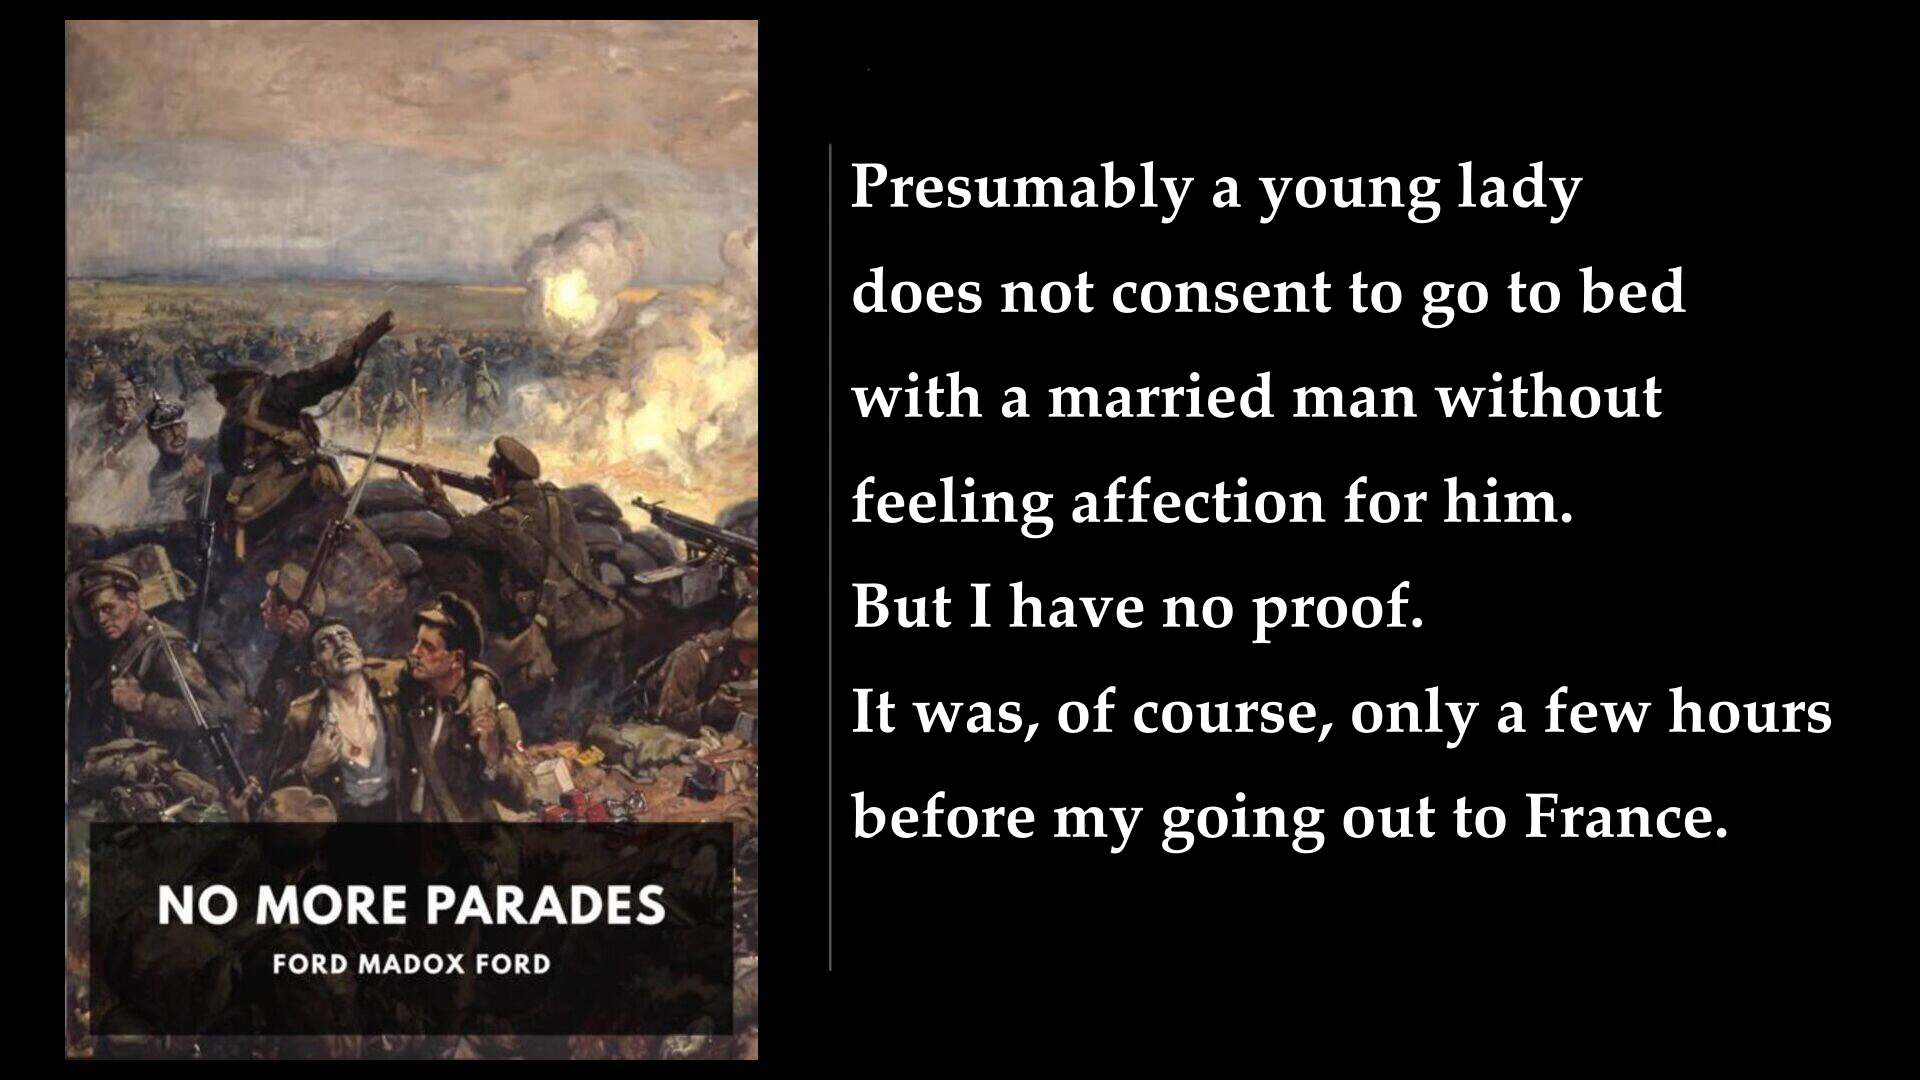 Presumably a young lady
does not consent to go to bed
with a married man without
feeling affection for him.
But I have no proof.
It was, of course, only a few hours
before my going out to France.
NO MORE PARADES
FORD MADOX FORD